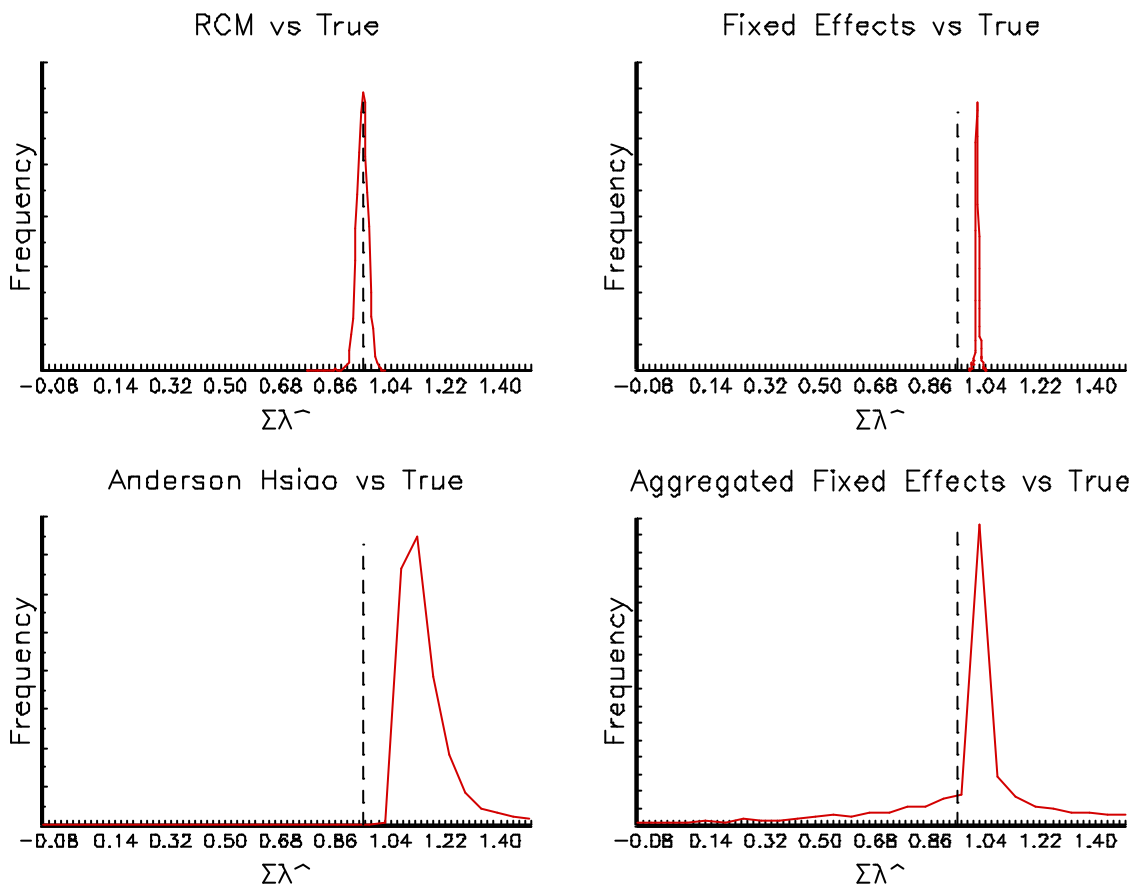 RCM vs True
Frequency
-0.08 0.14 0.32 0.50 0.68 0.86 1.04 1.22 1.40
Σλ^
Fixed Effects vs True
Frequency
-0.08 0.14 0.32 0.50 0.68 0.86 1.04 1.22 1.40
Σλ^
Anderson Hsiao vs True
Frequency
-0.08 0.14 0.32 0.50 0.68 0.86 1.04 1.22 1.40
Σλ^
Aggregated Fixed Effects vs True
Frequency
-0.08 0.14 0.32 0.50 0.68 0.86 1.04 1.22 1.40
Σλ^